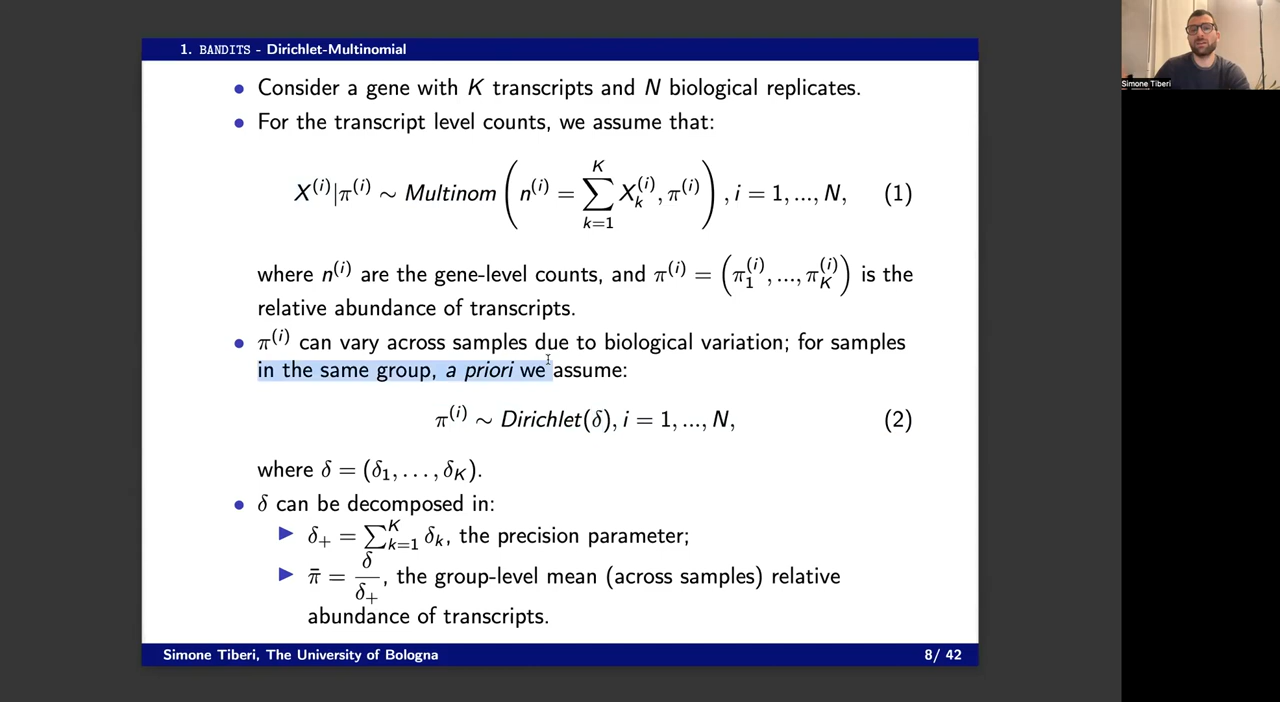 1. BANDITS - Dirichlet-Multinomial
• Consider a gene with K transcripts and N biological replicates.
• For the transcript level counts, we assume that:
X^(i)|π^(i) ∼ Multinom (n^(i) = ∑_{k=1}^{K} X_k^(i), π^(i)), i = 1, ..., N, (1)
where n^(i) are the gene-level counts, and π^(i) = (π_1^(i), ..., π_K^(i)) is the
relative abundance of transcripts.
• π^(i) can vary across samples due to biological variation; for samples
in the same group, a priori we assume:
π^(i) ∼ Dirichlet(δ), i = 1, ..., N, (2)
where δ = (δ_1, . . . , δ_K).
• δ can be decomposed in:
▶ δ_+ = ∑_{k=1}^{K} δ_k, the precision parameter;
▶ π̄ = δ/δ_+, the group-level mean (across samples) relative
abundance of transcripts.
Simone Tiberi, The University of Bologna 8/ 42
Simone Tiberi